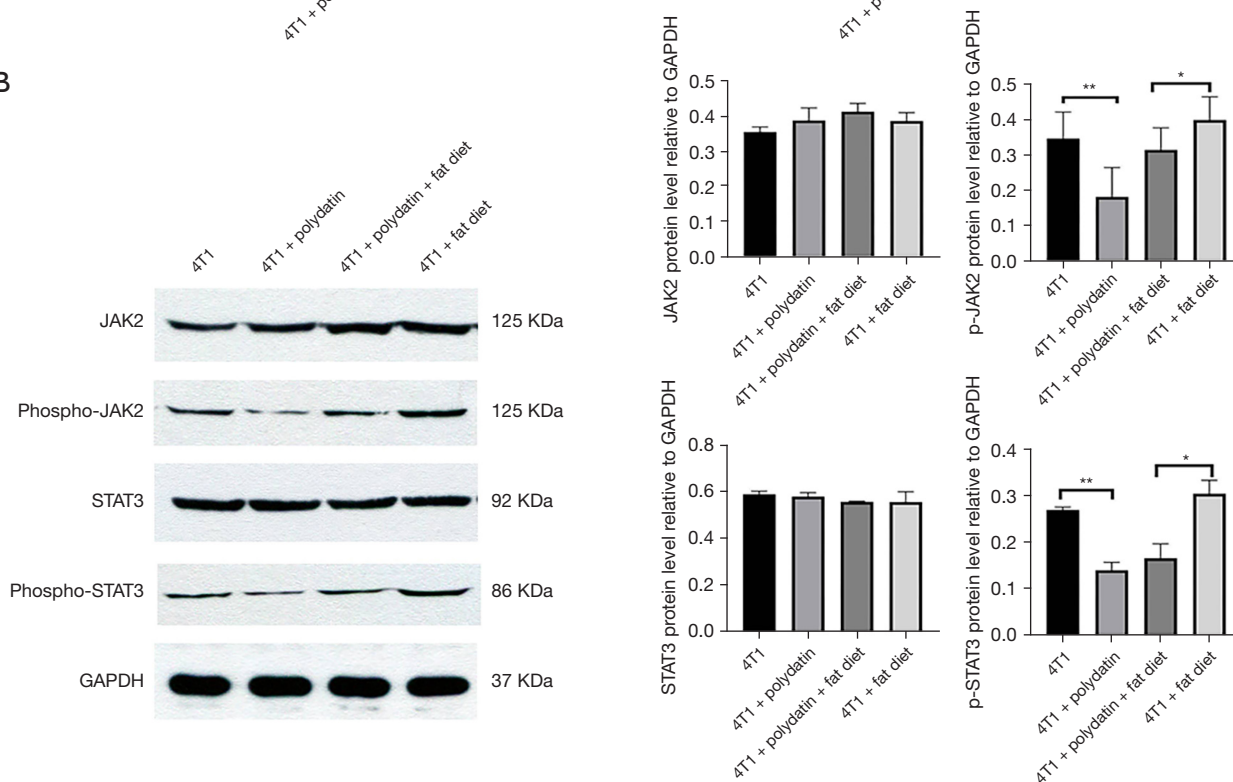 4T1 + po
4T1 + p
B
4T1
4T1 + polydatin
4T1 + polydatin + fat diet
4T1 + fat diet
JAK2
125 KDa
Phospho-JAK2
125 KDa
STAT3
92 KDa
Phospho-STAT3
86 KDa
GAPDH
37 KDa
JAK2 protein level relative to GAPDH
0.5
0.4
0.3
0.2
0.1
0.0
4T1
4T1 + polydatin
4T1 + polydatin + fat diet
4T1 + fat diet
p-JAK2 protein level relative to GAPDH
0.5
0.4
0.3
0.2
0.1
0.0
**
*
4T1
4T1 + polydatin
4T1 + polydatin + fat diet
4T1 + fat diet
STAT3 protein level relative to GAPDH
0.8
0.6
0.4
0.2
0.0
4T1
4T1 + polydatin
4T1 + polydatin + fat diet
4T1 + fat diet
p-STAT3 protein level relative to GAPDH
0.4
0.3
0.2
0.1
0.0
**
*
4T1
4T1 + polydatin
4T1 + polydatin + fat diet
4T1 + fat diet